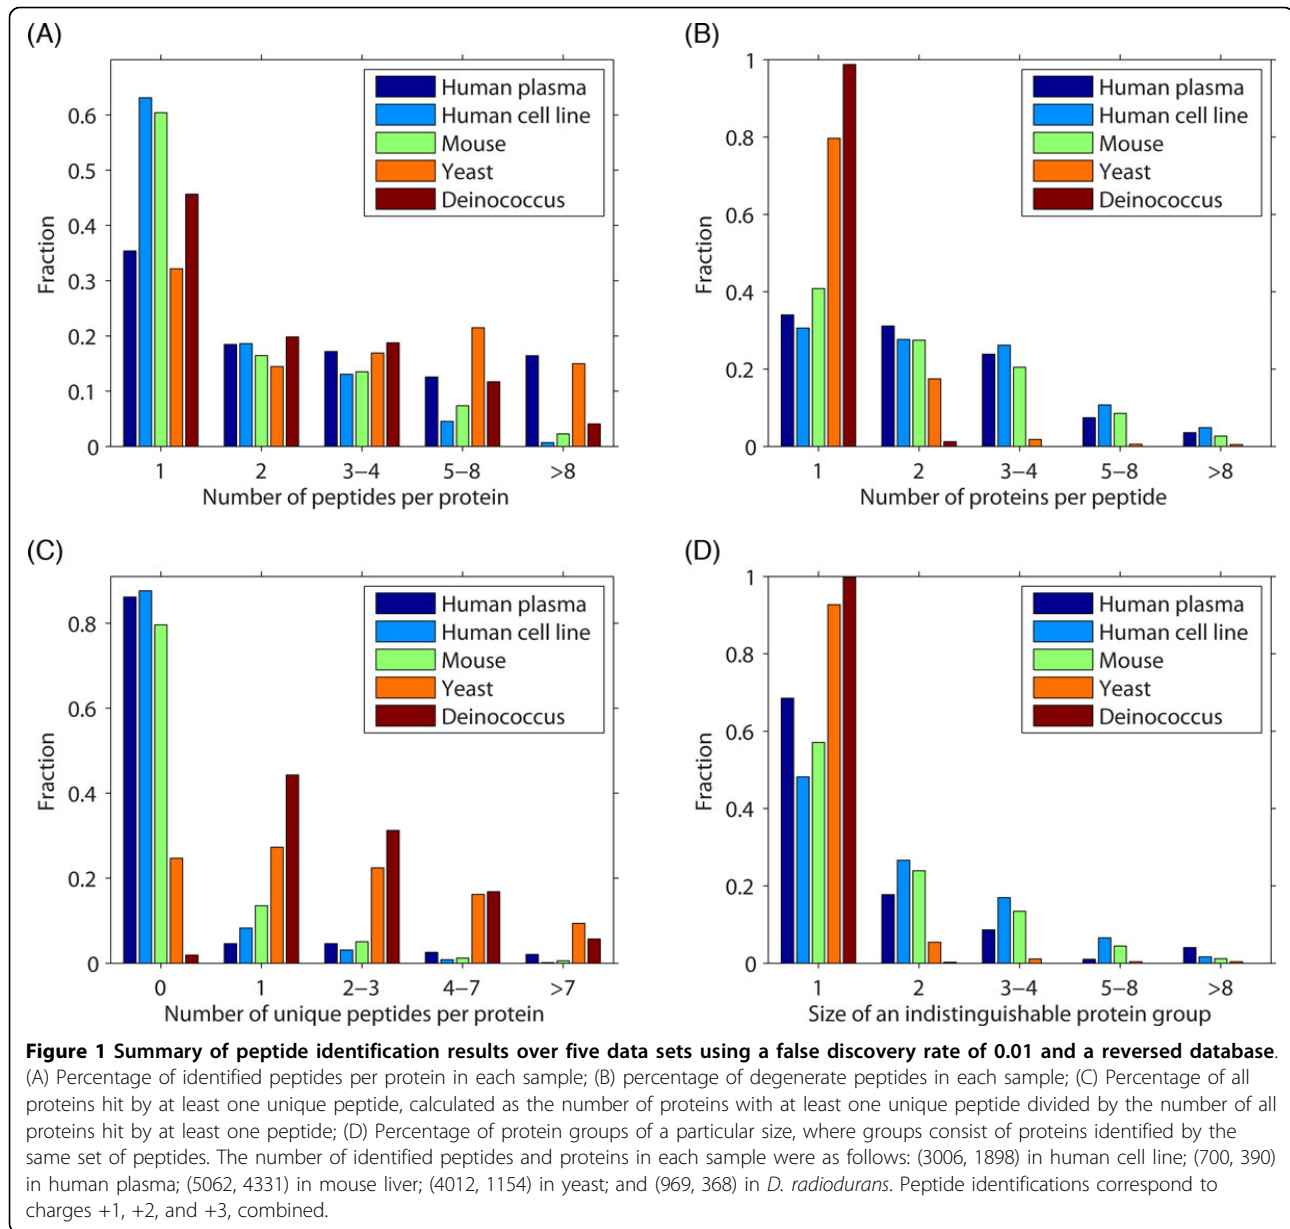 (A)
Fraction
0.6
0.5
0.4
0.3
0.2
0.1
0
Human plasma
Human cell line
Mouse
Yeast
Deinococcus
1 2 3−4 5−8 >8
Number of peptides per protein
(B)
Fraction
1
0.8
0.6
0.4
0.2
0
Human plasma
Human cell line
Mouse
Yeast
Deinococcus
1 2 3−4 5−8 >8
Number of proteins per peptide
(C)
Fraction
0.8
0.6
0.4
0.2
0
Human plasma
Human cell line
Mouse
Yeast
Deinococcus
0 1 2−3 4−7 >7
Number of unique peptides per protein
(D)
Fraction
1
0.8
0.6
0.4
0.2
0
Human plasma
Human cell line
Mouse
Yeast
Deinococcus
1 2 3−4 5−8 >8
Size of an indistinguishable protein group
Figure 1 Summary of peptide identification results over five data sets using a false discovery rate of 0.01 and a reversed database.
(A) Percentage of identified peptides per protein in each sample; (B) percentage of degenerate peptides in each sample; (C) Percentage of all
proteins hit by at least one unique peptide, calculated as the number of proteins with at least one unique peptide divided by the number of all
proteins hit by at least one peptide; (D) Percentage of protein groups of a particular size, where groups consist of proteins identified by the
same set of peptides. The number of identified peptides and proteins in each sample were as follows: (3006, 1898) in human cell line; (700, 390)
in human plasma; (5062, 4331) in mouse liver; (4012, 1154) in yeast; and (969, 368) in D. radiodurans. Peptide identifications correspond to
charges +1, +2, and +3, combined.